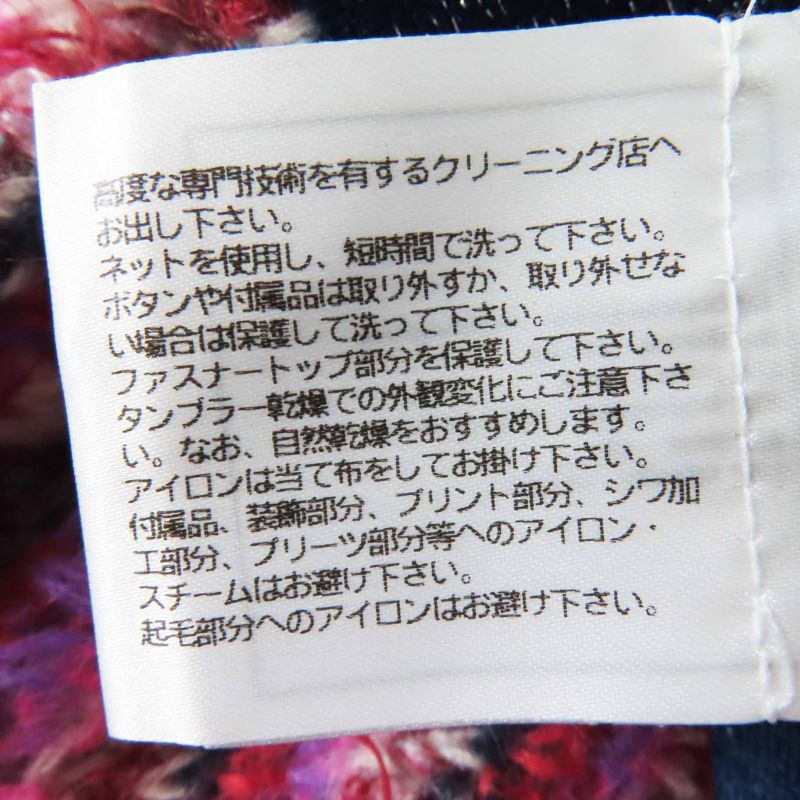 高度な専門技術を有するクリーニング店へ
お出し下さい。
ネットを使用し、短時間で洗って下さい。
ボタンや付属品は取り外すか、取り外せな
い場合は保護して洗って下さい。
ファスナートップ部分を保護して下さい。
タンブラー乾燥での外観変化にご注意下さ
い。なお、自然乾燥をおすすめします。
アイロンは当て布をしてお掛け下さい。
付属品、装飾部分、プリント部分、シワ加
工部分、プリーツ部分等へのアイロン・
スチームはお避け下さい。
起毛部分へのアイロンはお避け下さい。